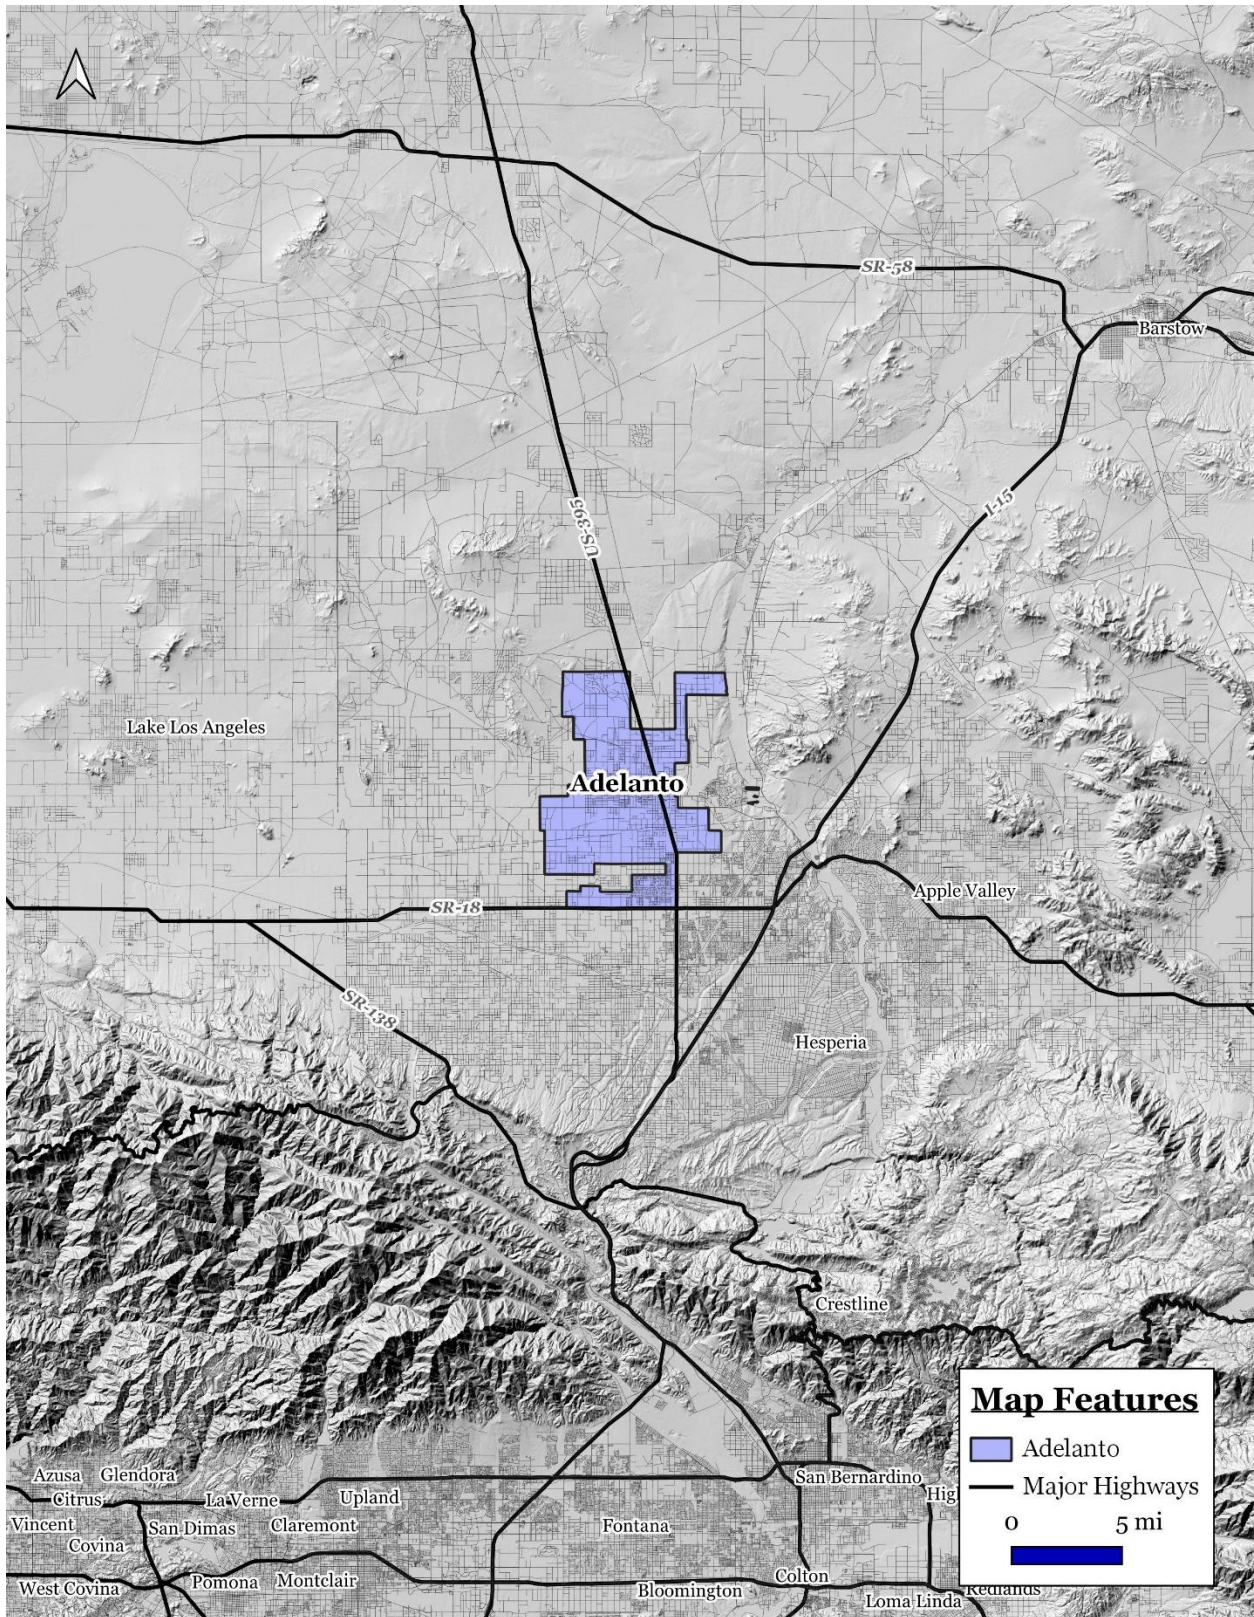 SR-58
Barstow
US-395
I-15
Lake Los Angeles
Adelanto
Apple Valley
SR-18
SR-138
Hesperia
Crestline
Map Features
Adelanto
Major Highways
0 5 mi
Azusa Glendora
Citrus La Verne Upland San Bernardino
High
Vincent San Dimas Claremont Fontana
Covina
West Covina Pomona Montclair Bloomington Colton Redlands
Loma Linda